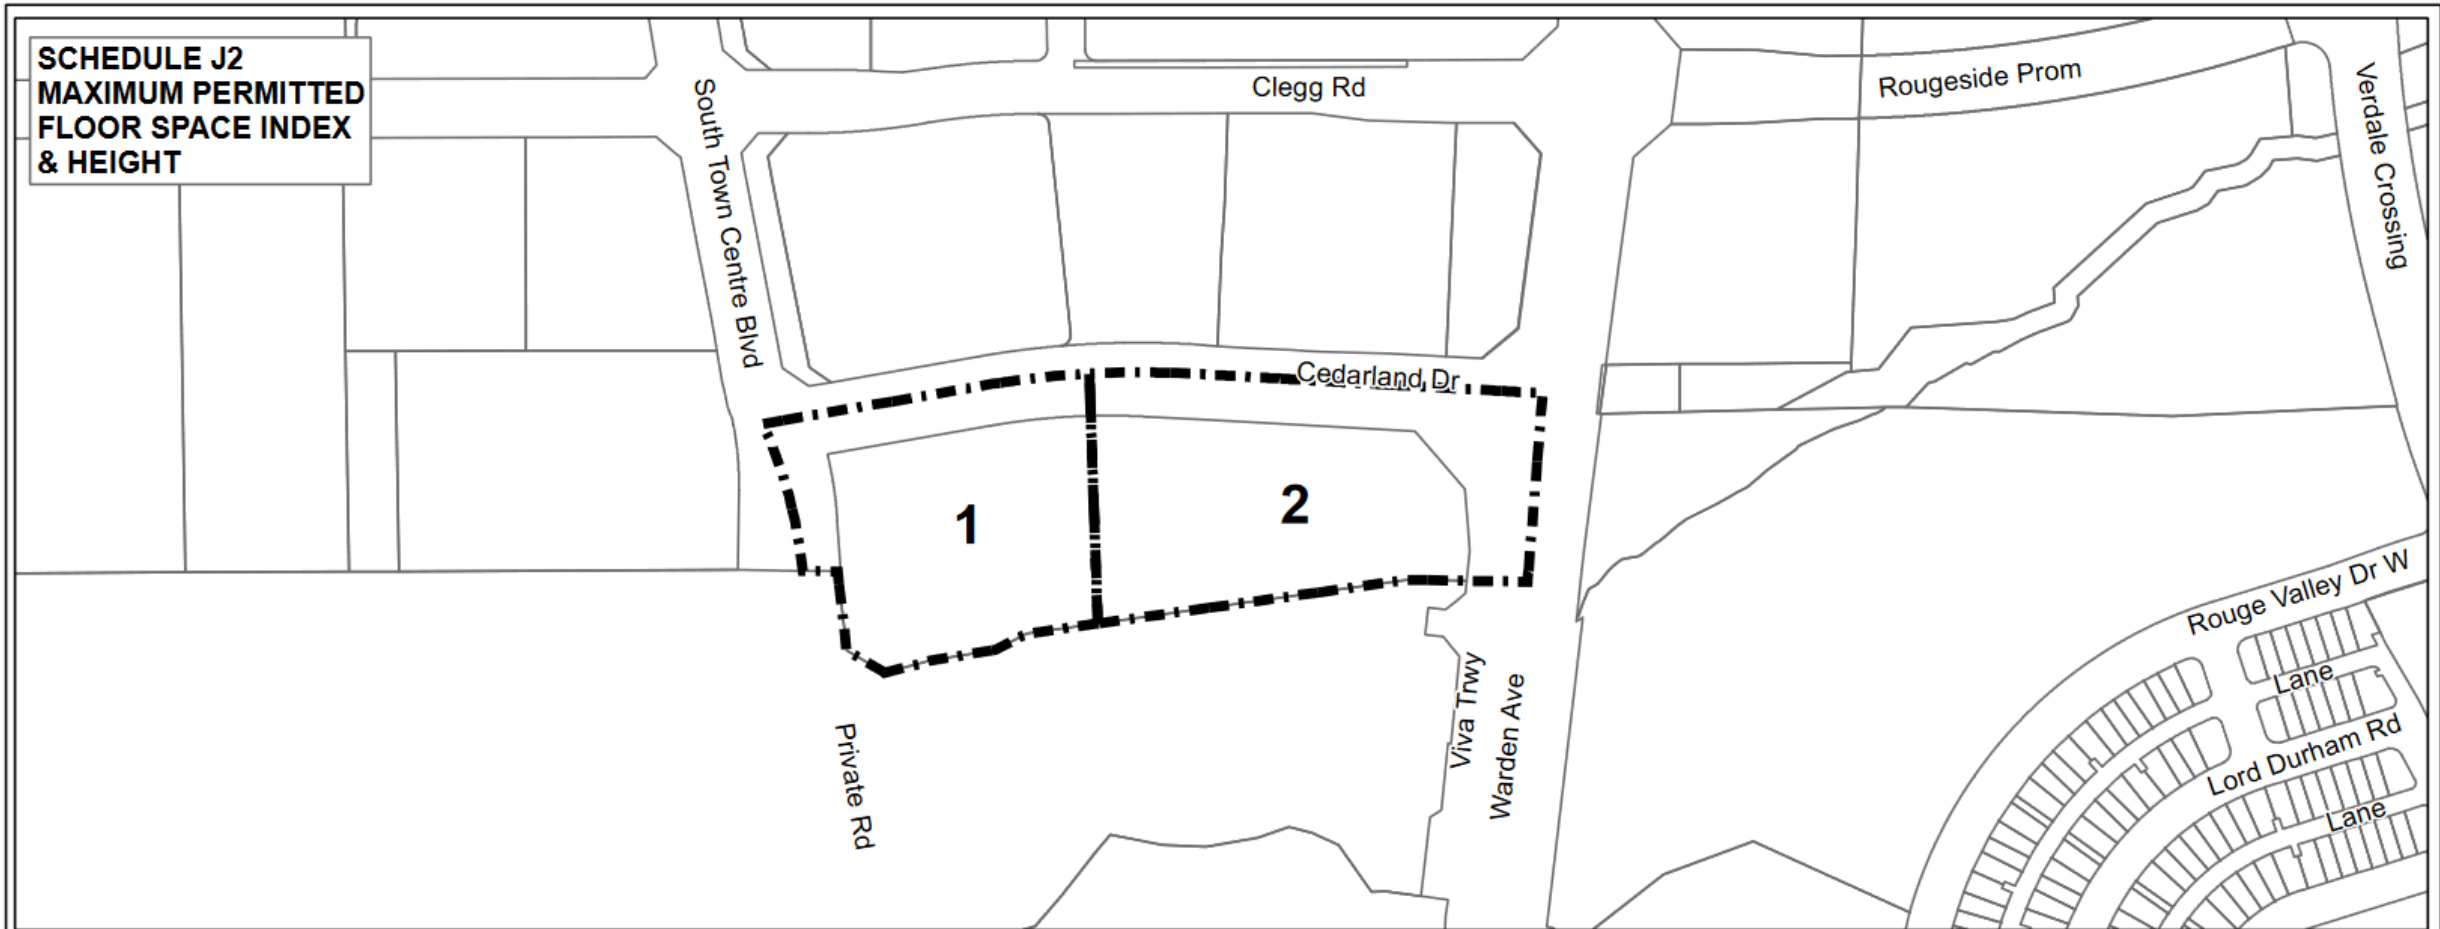 SCHEDULE J2
MAXIMUM PERMITTED
FLOOR SPACE INDEX
& HEIGHT
South Town Centre Blvd
Clegg Rd
Rougeside Prom
Verdale Crossing
Cedarland Dr
1
2
Rouge Valley Dr W
Lane
Lord Durham Rd
Lane
Private Rd
Viva Trwy
Warden Ave